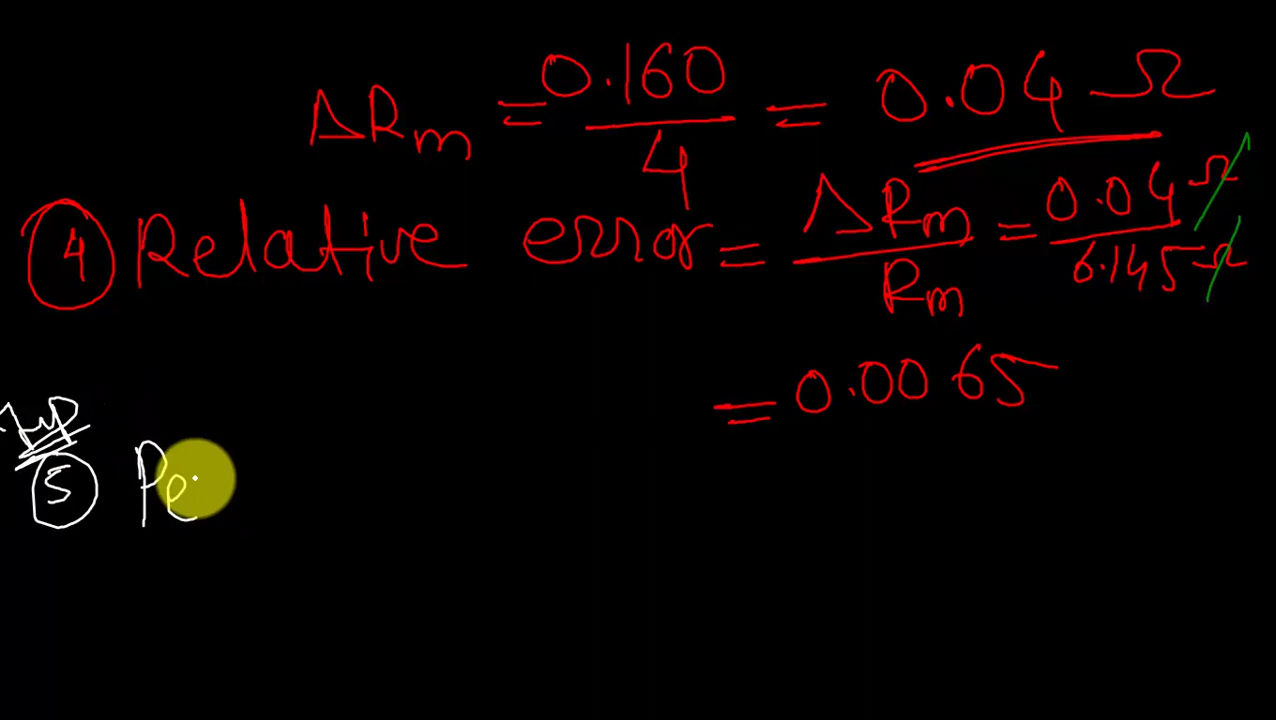 ΔRm = 0.160/4 = 0.04 Ω
④ Relative error = ΔRm/Rm = 0.04 Ω/6.145 Ω
= 0.0065
⑤ Pe